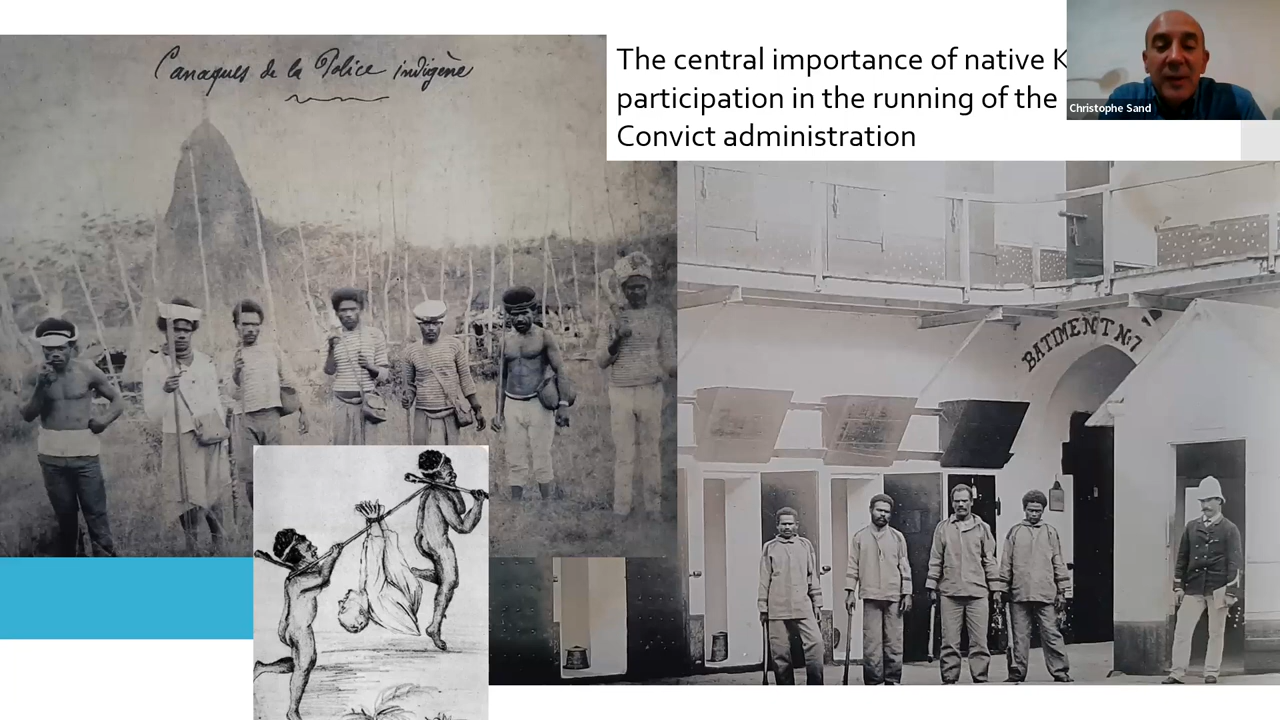 Canaques de la Police indigène
The central importance of native K
participation in the running of the
Convict administration
Christophe Sand
BATIMENT N:7